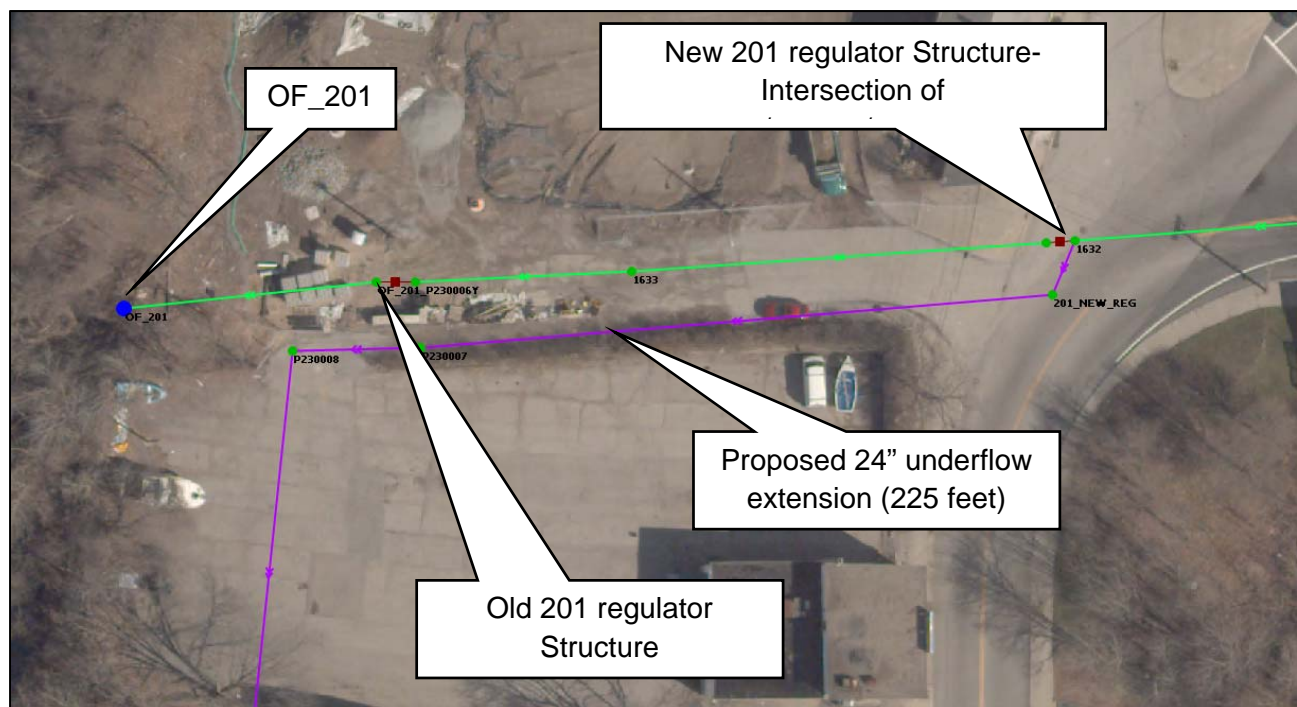 New 201 regulator Structure-
Intersection of
OF_201
1632
201_NEW_REG
1633
OF_201_P230006Y
OF_201
P230007
P230008
Proposed 24” underflow
extension (225 feet)
Old 201 regulator
Structure